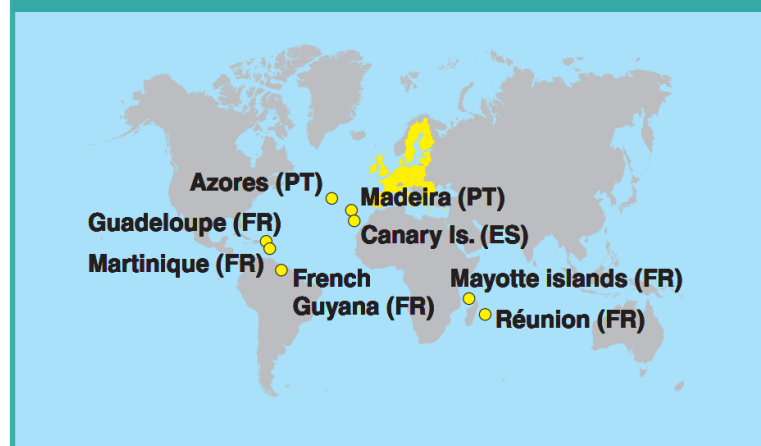 Azores (PT)
Madeira (PT)
Guadeloupe (FR)
Canary Is. (ES)
Martinique (FR)
French
Guyana (FR)
Mayotte islands (FR)
Réunion (FR)